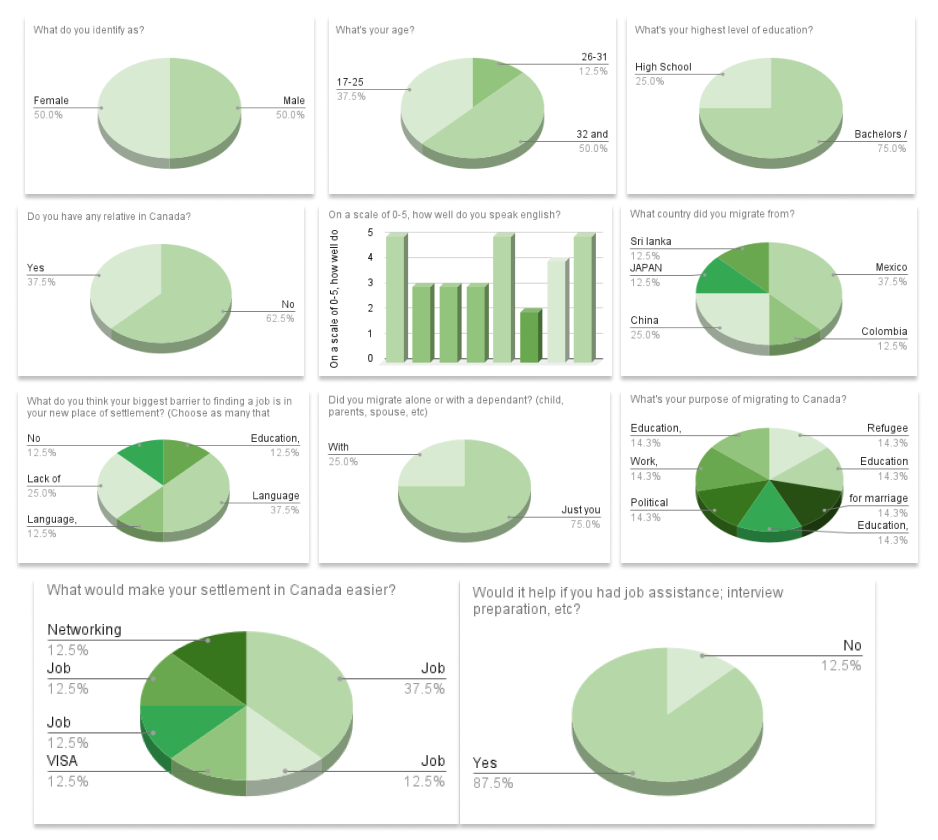 What do you identify as?
Female
50.0%
Male
50.0%
What's your age?
26-31
12.5%
17-25
37.5%
32 and
50.0%
What's your highest level of education?
High School
25.0%
Bachelors /
75.0%
Do you have any relative in Canada?
Yes
37.5%
No
62.5%
On a scale of 0-5, how well do you speak english?
On a scale of 0-5, how well do
5
4
3
2
1
0
What country did you migrate from?
Sri lanka
12.5%
JAPAN
12.5%
China
25.0%
Mexico
37.5%
Colombia
12.5%
What do you think your biggest barrier to finding a job is in
your new place of settlement? (Choose as many that
No
12.5%
Lack of
25.0%
Language,
12.5%
Education,
12.5%
Language
37.5%
Did you migrate alone or with a dependant? (child,
parents, spouse, etc)
With
25.0%
Just you
75.0%
What's your purpose of migrating to Canada?
Education,
14.3%
Work,
14.3%
Political
14.3%
Refugee
14.3%
Education
14.3%
for marriage
14.3%
Education,
14.3%
What would make your settlement in Canada easier?
Networking
12.5%
Job
12.5%
Job
12.5%
VISA
12.5%
Job
37.5%
Job
12.5%
Would it help if you had job assistance; interview
preparation, etc?
No
12.5%
Yes
87.5%